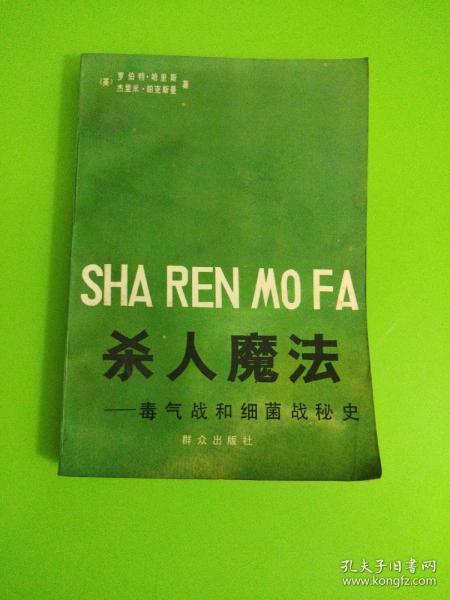 (英) 罗伯特·哈里斯
杰里米·帕克斯曼 著
SHA REN MO FA
杀人魔法
——毒气战和细菌战秘史
群众出版社
孔夫子旧书网
www.kongfz.com